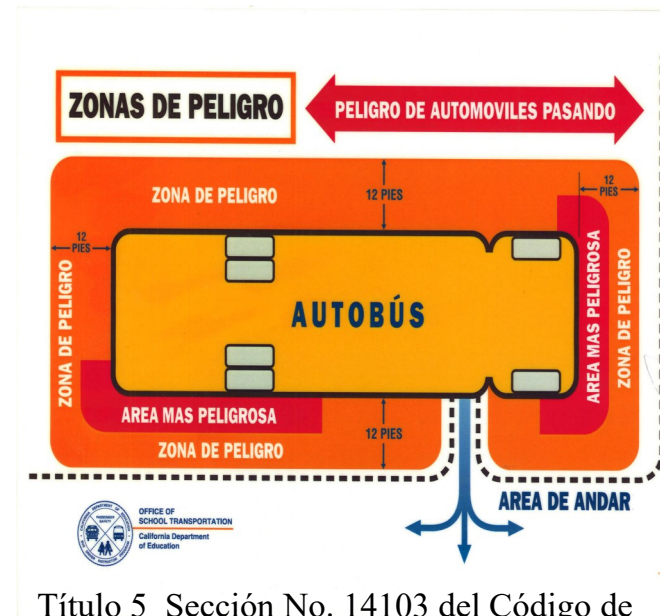 ZONAS DE PELIGRO
PELIGRO DE AUTOMOVILES PASANDO
ZONA DE PELIGRO
12 PIES
12
PIES
12
PIES
ZONA DE PELIGRO
AUTOBÚS
AREA MAS PELIGROSA
ZONA DE PELIGRO
AREA MAS PELIGROSA
ZONA DE PELIGRO
12 PIES
AREA DE ANDAR
OFFICE OF
SCHOOL TRANSPORTATION
California Department
of Education
Título 5 Sección No. 14103 del Código de